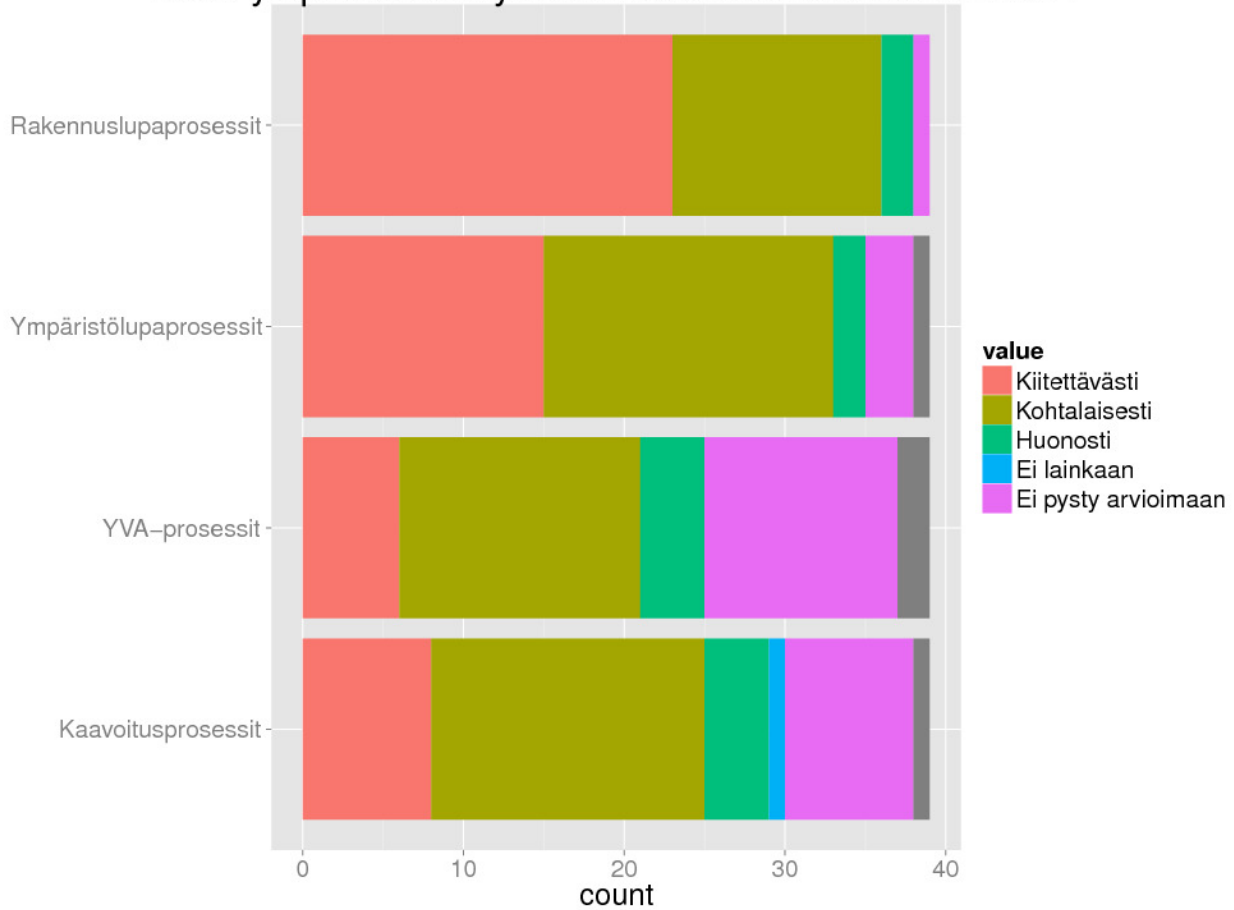 Rakennuslupaprosessit
Ympäristölupaprosessit
YVA−prosessit
Kaavoitusprosessit
0 10 20 30 40
count
value
Kiitettävästi
Kohtalaisesti
Huonosti
Ei lainkaan
Ei pysty arvioimaan